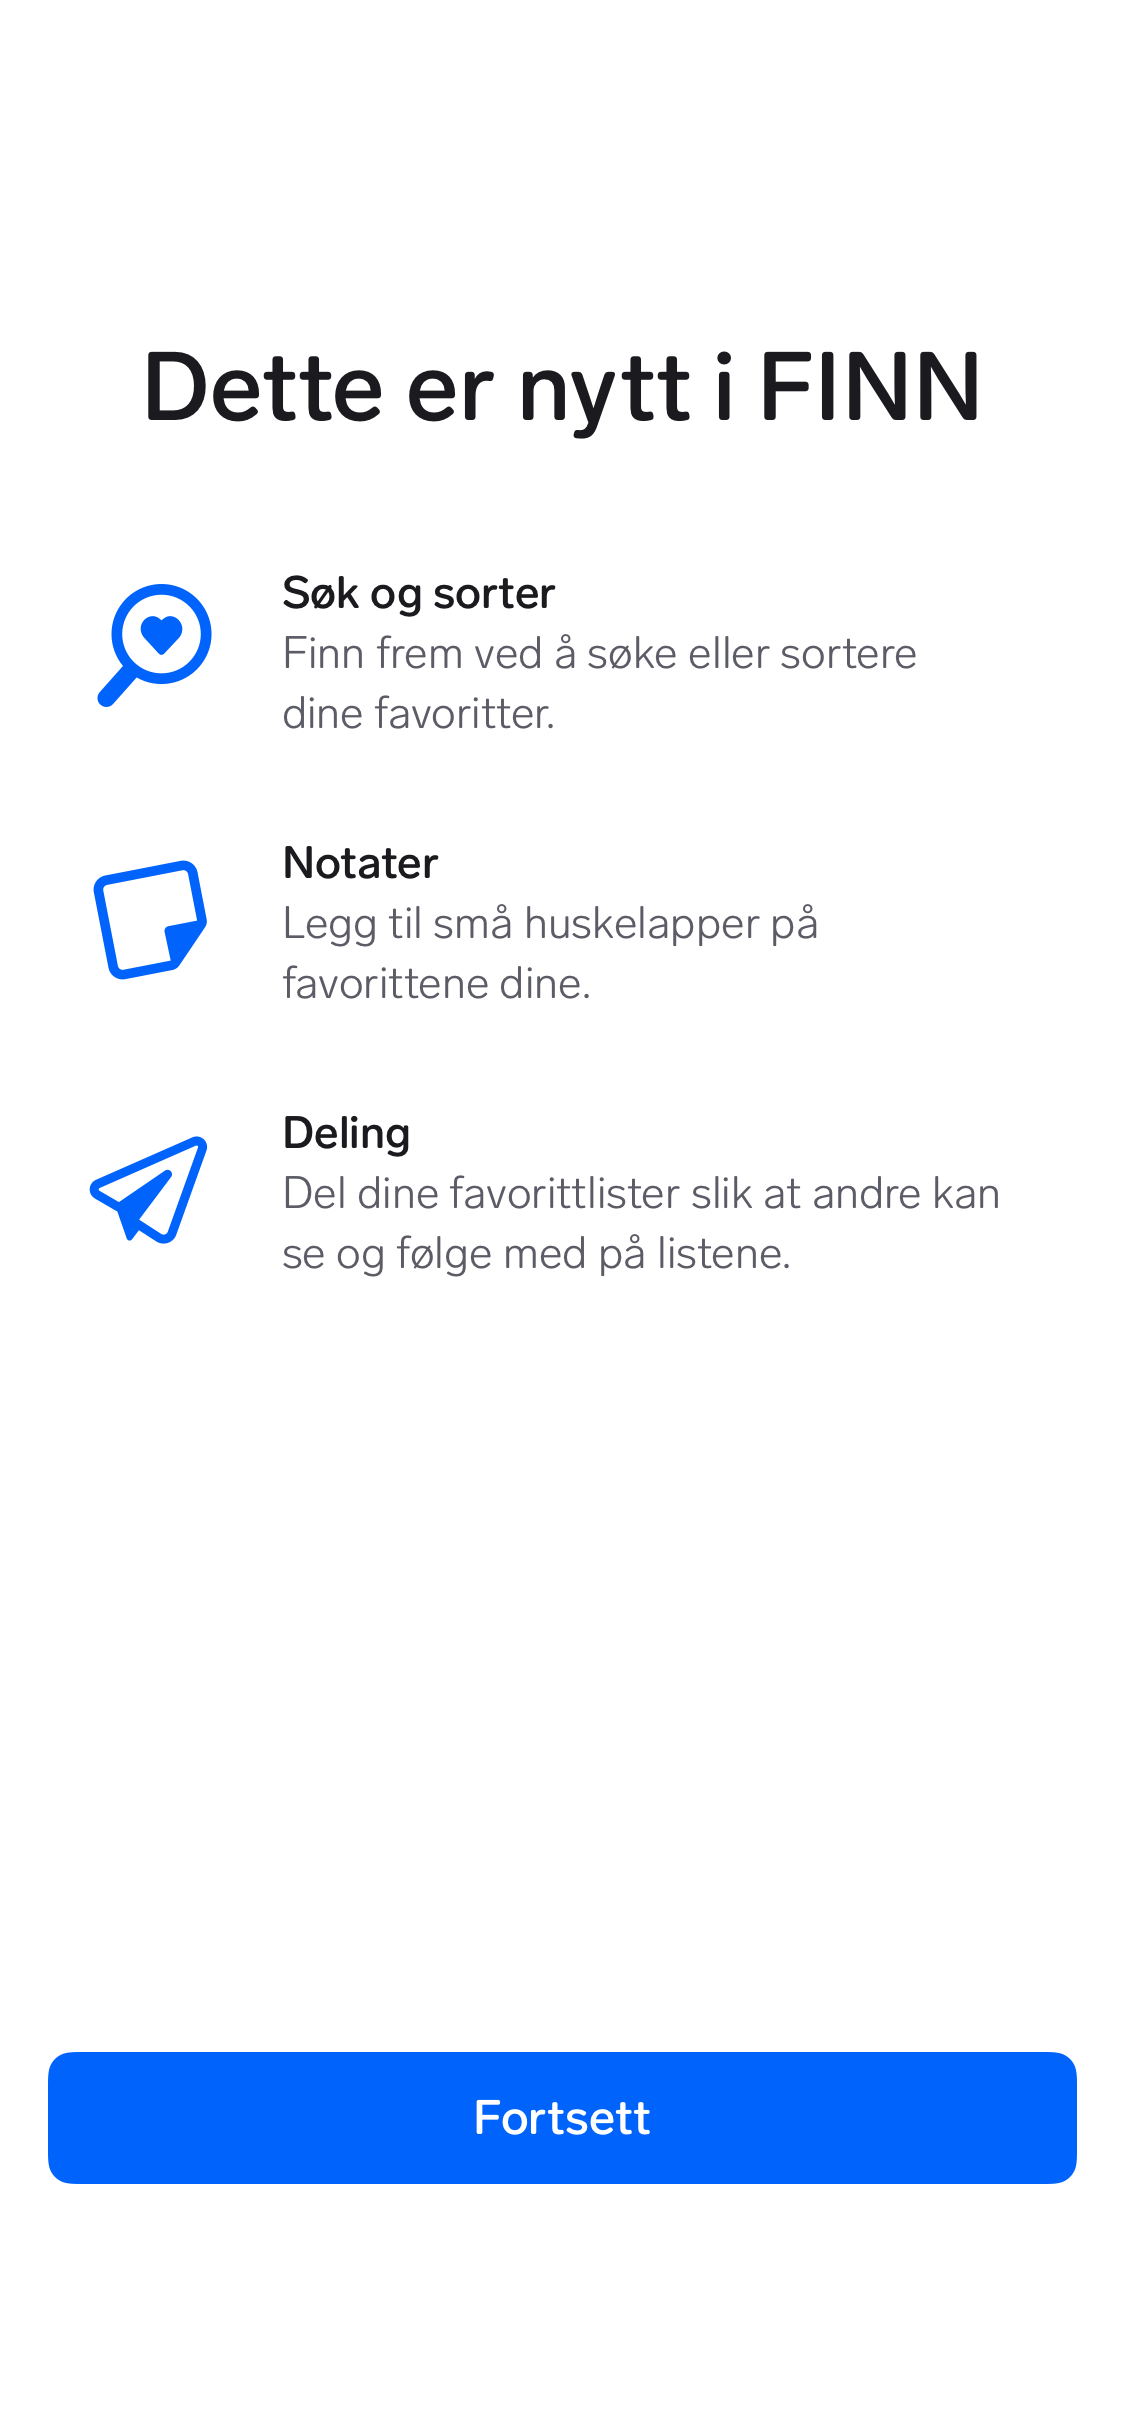 Dette er nytt i FINN
Søk og sorter
Finn frem ved å søke eller sortere
dine favoritter.
Notater
Legg til små huskelapper på
favorittene dine.
Deling
Del dine favorittlister slik at andre kan
se og følge med på listene.
Fortsett